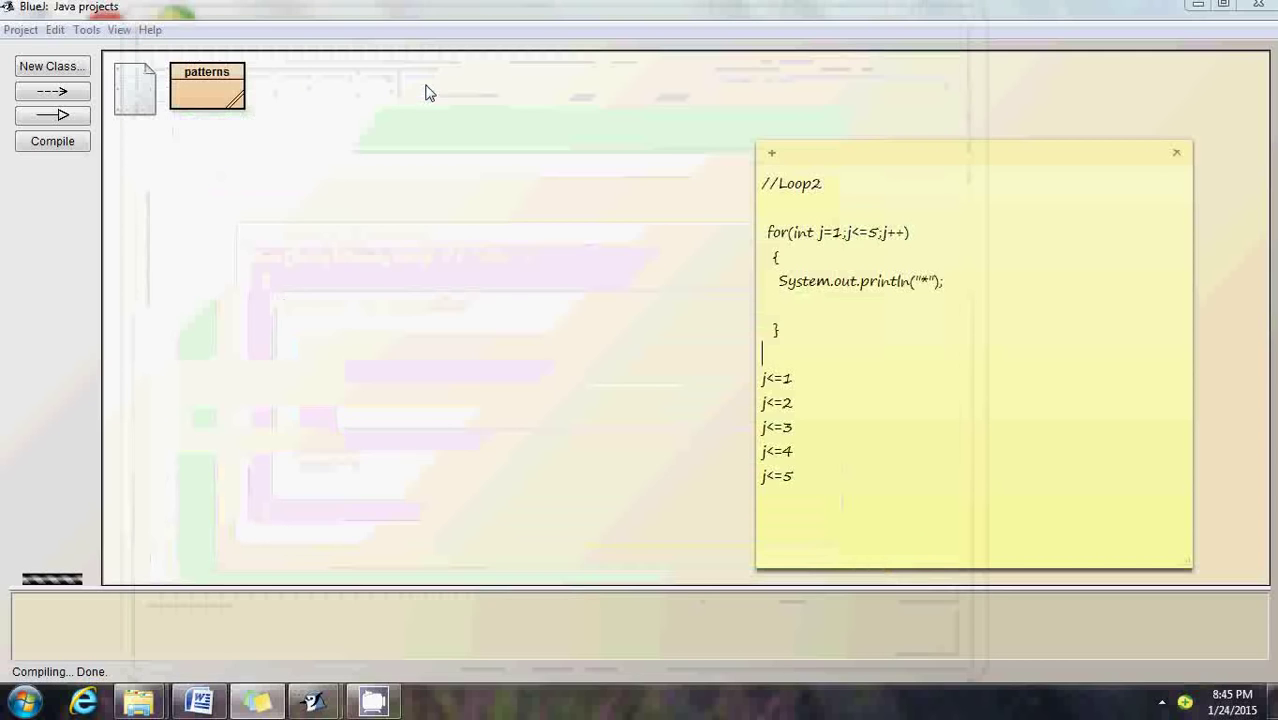 BlueJ: Java projects
Project Edit Tools View Help
New Class...
Compile
patterns
//Loop2
for(int j=1;j<=5;j++)
{
System.out.println("*");
}
j<=1
j<=2
j<=3
j<=4
j<=5
Compiling... Done.
8:45 PM
1/24/2015